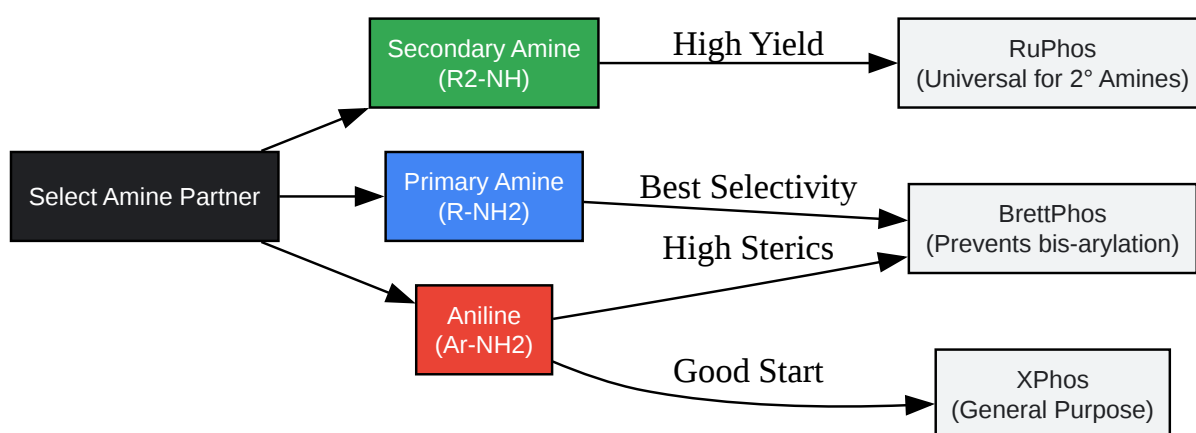 Secondary Amine
(R2-NH)
High Yield
RuPhos
(Universal for 2° Amines)
Select Amine Partner
Primary Amine
(R-NH2)
Best Selectivity
BrettPhos
(Prevents bis-arylation)
High Sterics
Aniline
(Ar-NH2)
Good Start
XPhos
(General Purpose)